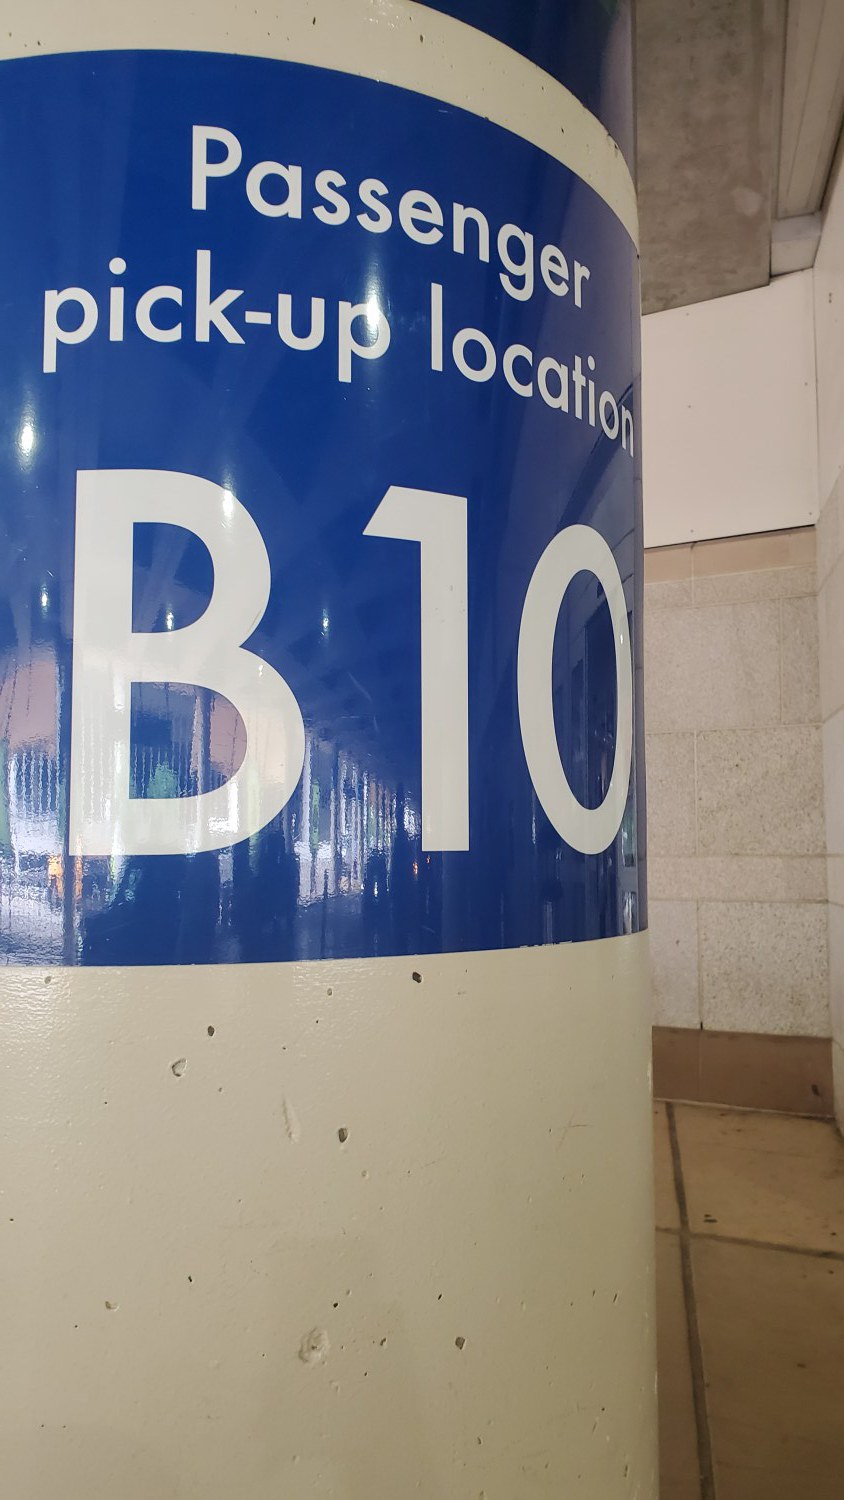 Passenger
pick-up location
B10